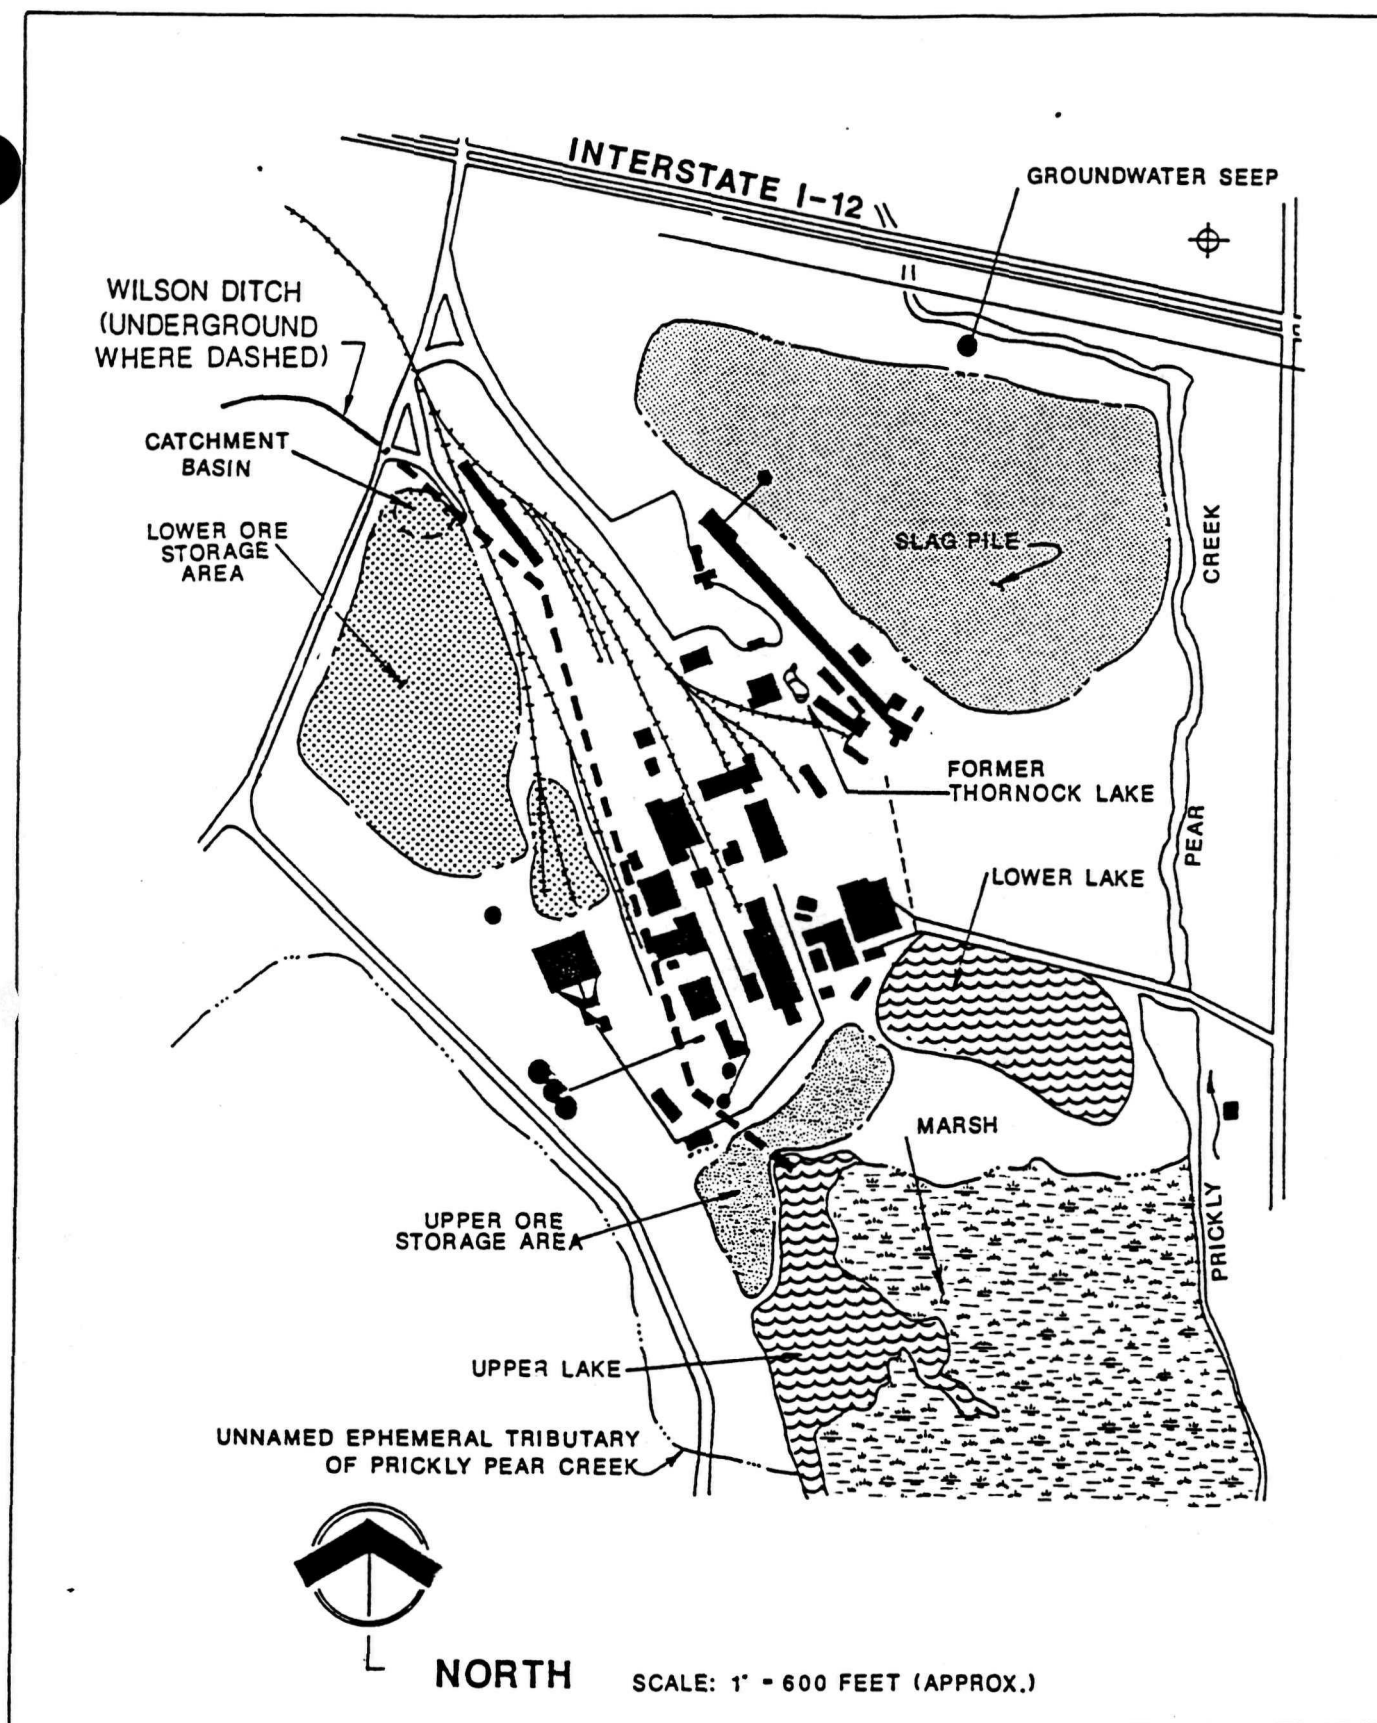 INTERSTATE I-12
GROUNDWATER SEEP
WILSON DITCH
(UNDERGROUND
WHERE DASHED)
CATCHMENT
BASIN
LOWER ORE
STORAGE
AREA
SLAG PILE
CREEK
FORMER
THORNOCK LAKE
PEAR
LOWER LAKE
MARSH
PRICKLY
UPPER ORE
STORAGE AREA
UPPER LAKE
UNNAMED EPHEMERAL TRIBUTARY
OF PRICKLY PEAR CREEK
NORTH
SCALE: 1" = 600 FEET (APPROX.)